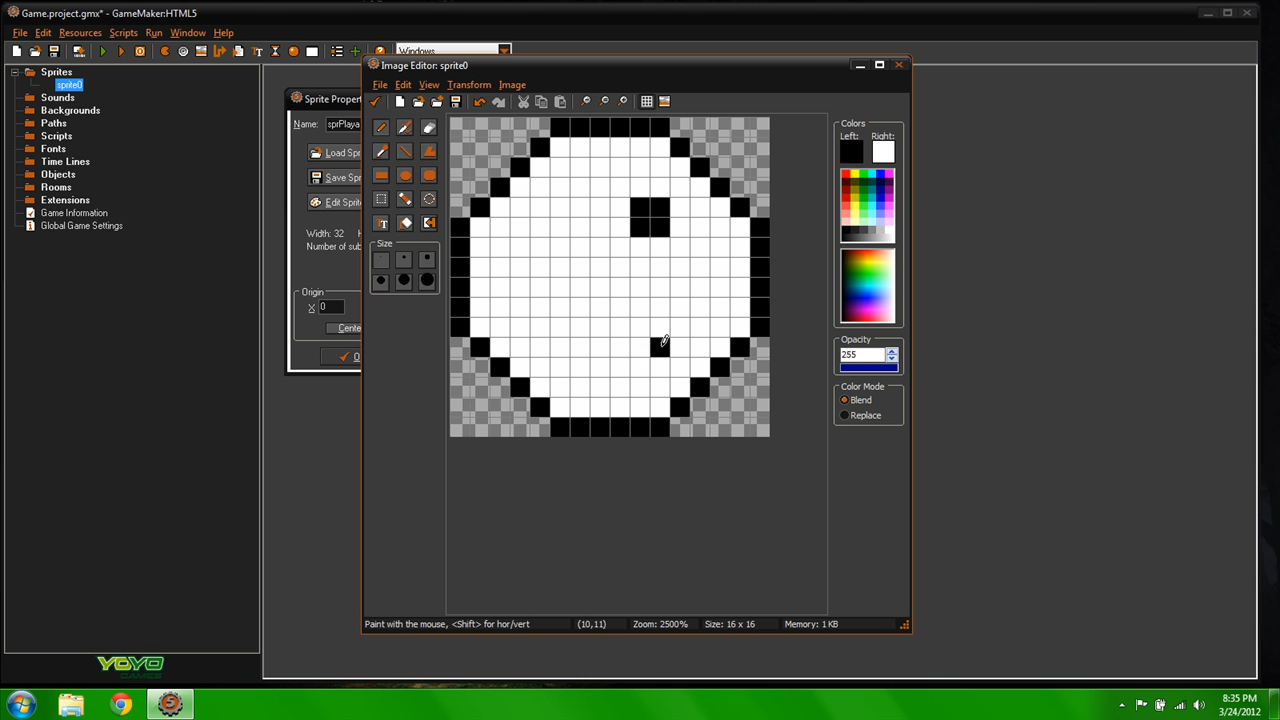 Game.project.gmx* - GameMaker:HTML5
File Edit Resources Scripts Run Window Help
Windows
Sprites
sprite0
Sounds
Backgrounds
Paths
Scripts
Fonts
Time Lines
Objects
Rooms
Extensions
Game Information
Global Game Settings
YOYO
GAMES
Sprite Propert
Name: sprPlaya
Load Spr
Save Spr
Edit Sprite
Width: 32 H
Number of sub
Origin
X 0
Cente
O
Image Editor: sprite0
File Edit View Transform Image
Size
Colors
Left: Right:
Opacity
255
Color Mode
Blend
Replace
Paint with the mouse, <Shift> for hor/vert (10,11) Zoom: 2500% Size: 16 x 16 Memory: 1 KB
8:35 PM
3/24/2012